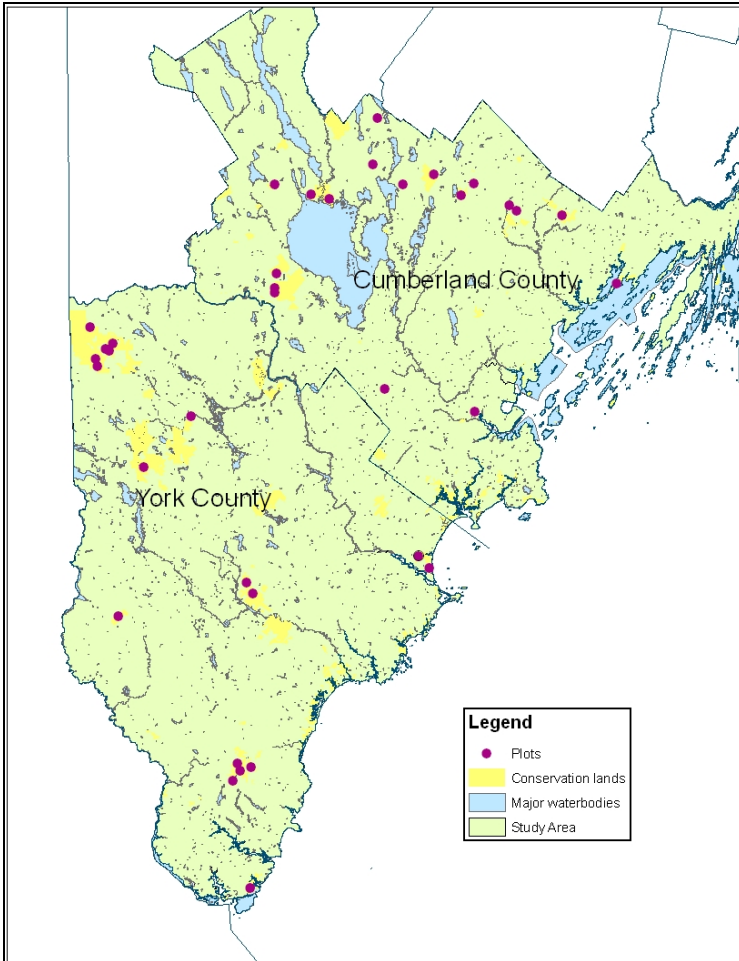 Cumberland County
York County
Legend
Plots
Conservation lands
Major waterbodies
Study Area